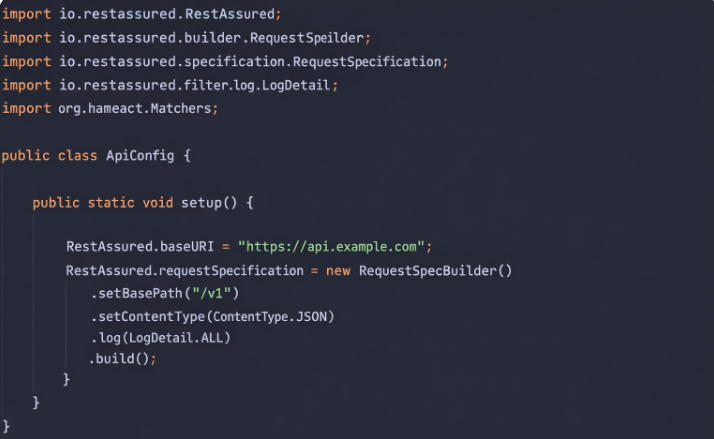 import io.restassured.RestAssured;
import io.restassured.builder.RequestSpeilder;
import io.restassured.specification.RequestSpecification;
import io.restassured.filter.log.LogDetail;
import org.hameact.Matchers;
public class ApiConfig {
public static void setup() {
RestAssured.baseURI = "https://api.example.com";
RestAssured.requestSpecification = new RequestSpecBuilder()
.setBasePath("/v1")
.setContentType(ContentType.JSON)
.log(LogDetail.ALL)
.build();
}
}
}